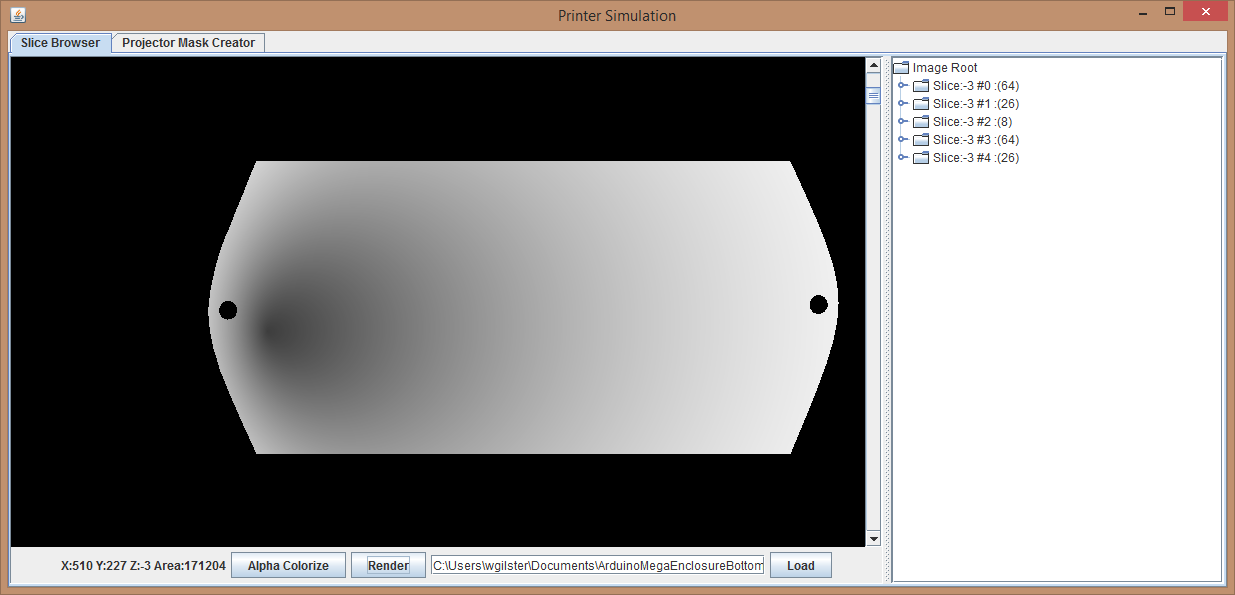 Printer Simulation
Slice Browser
Projector Mask Creator
Image Root
Slice:-3 #0 :(64)
Slice:-3 #1 :(26)
Slice:-3 #2 :(8)
Slice:-3 #3 :(64)
Slice:-3 #4 :(26)
X:510 Y:227 Z:-3 Area:171204
Alpha Colorize
Render
C:\Users\wgilster\Documents\ArduinoMegaEnclosureBottom
Load